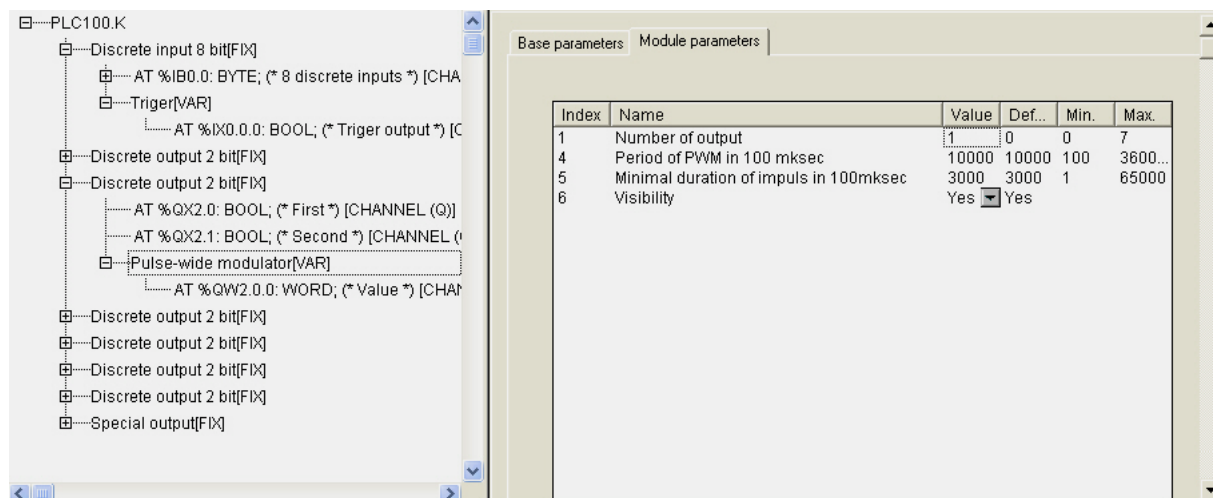 PLC100.K
Discrete input 8 bit[FIX]
AT %IB0.0: BYTE; (* 8 discrete inputs *) [CHA
Triger[VAR]
AT %IX0.0.0: BOOL; (* Triger output *) [C
Discrete output 2 bit[FIX]
Discrete output 2 bit[FIX]
AT %QX2.0: BOOL; (* First *) [CHANNEL (Q)]
AT %QX2.1: BOOL; (* Second *) [CHANNEL (
Pulse-wide modulator[VAR]
AT %QW2.0.0: WORD; (* Value *) [CHAN
Discrete output 2 bit[FIX]
Discrete output 2 bit[FIX]
Discrete output 2 bit[FIX]
Discrete output 2 bit[FIX]
Special output[FIX]
Base parameters Module parameters
Index Name Value Def... Min. Max.
1 Number of output 1 0 0 7
4 Period of PWM in 100 mksec 10000 10000 100 3600...
5 Minimal duration of impuls in 100mksec 3000 3000 1 65000
6 Visibility Yes Yes